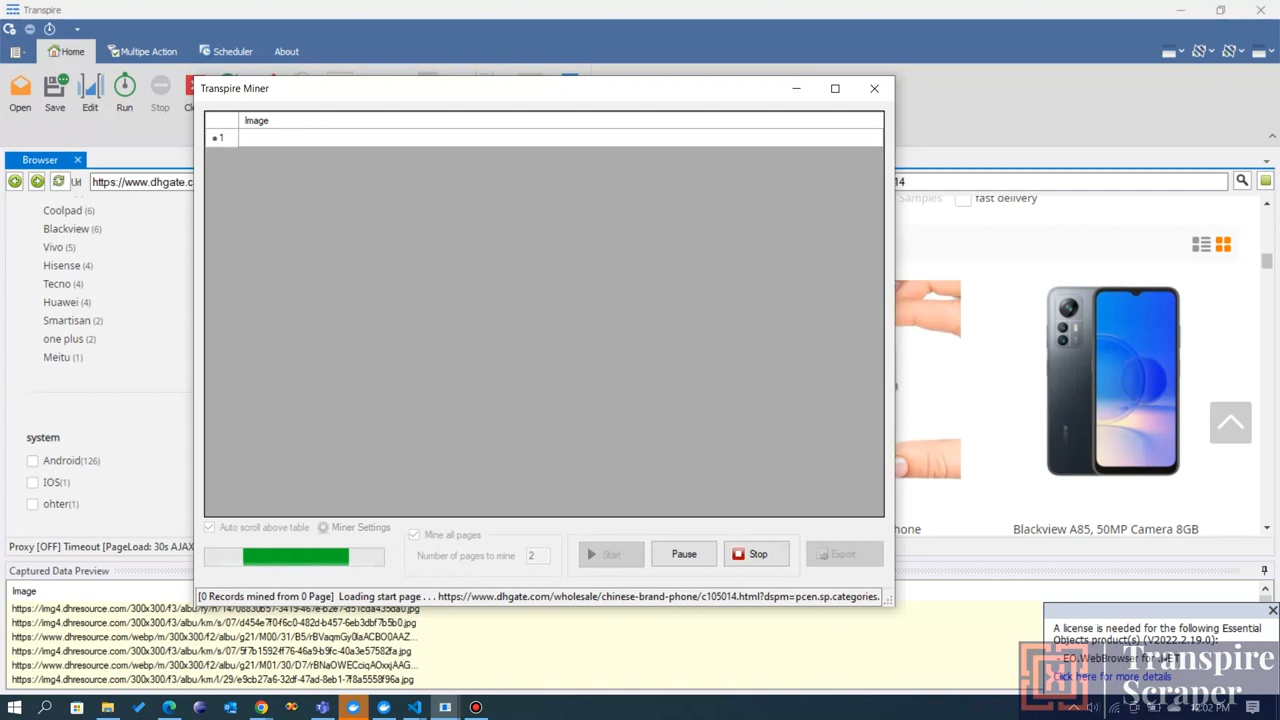 Transpire
Home
Multipe Action
Scheduler
About
Open
Save
Edit
Run
Stop
Transpire Miner
Image
1
Browser
Url
https://www.dhgate.c
14
Samples
fast delivery
Coolpad (6)
Blackview (6)
Vivo (5)
Hisense (4)
Tecno (4)
Huawei (4)
Smartisan (2)
one plus (2)
Meitu (1)
system
Android(126)
IOS(1)
ohter(1)
hone
Blackview A85, 50MP Camera 8GB
Auto scroll above table
Miner Settings
Mine all pages
Number of pages to mine
2
Start
Pause
Stop
Export
Proxy [OFF] Timeout [PageLoad: 30s AJAX
[0 Records mined from 0 Page] Loading start page . . . https://www.dhgate.com/wholesale/chinese-brand-phone/c105014.html?dspm=pcen.sp.categories.
Captured Data Preview
Image
https://img4.dhresource.com/300x300/f3/albu/km/s/07/d454e7f0-0464-482d-bae0-6eb3dbf7b5b0.jpg
https://www.dhresource.com/webp/m/300x300/f3/albu/g21/M00/31/B5/rBVaqmGy0IaACBO0AAZ...
https://img4.dhresource.com/300x300/f3/albu/km/s/07/5f7b1592ff76-46a9-b9fc-40a3e57582fa.jpg
https://www.dhresource.com/webp/m/300x300/f2/albu/g21/M01/30/D7/rBNaOWECciqAOxxjAAG...
https://img4.dhresource.com/300x300/f3/albu/km/l/29/e9cb27a6-32df-47ad-8eb1-7f8a5558f96a.jpg
A license is needed for the following Essential
Objects product(s) (V2022.2.19.0):
EO.WebBrowser for .NET
Click here for more details
Transpire
Scraper
12:02 PM